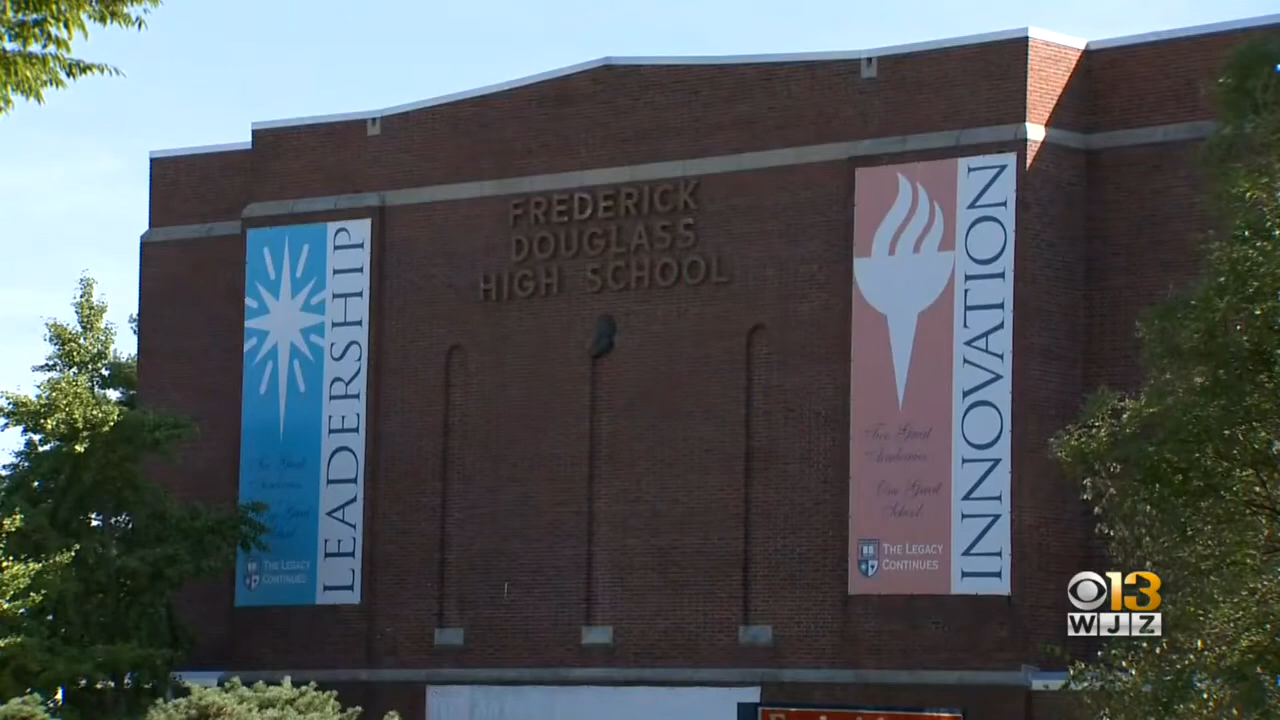 FREDERICK
DOUGLASS
HIGH SCHOOL
LEADERSHIP
THE LEGACY
CONTINUES
INNOVATION
Two Great
Academies
One Great
School
THE LEGACY
CONTINUES
13
WJZ